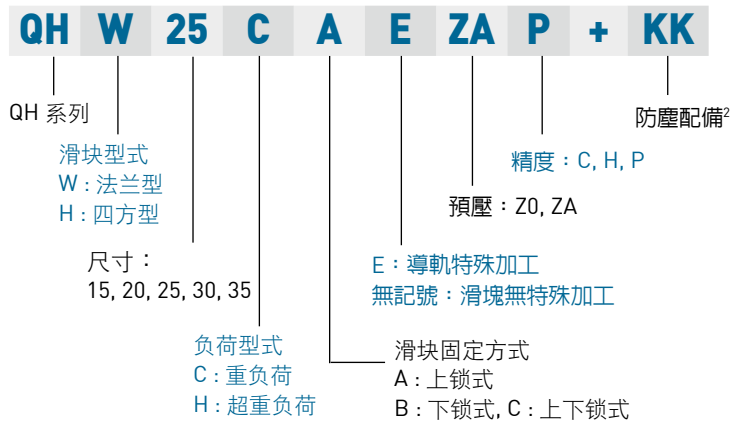 QH W 25 C A E ZA P + KK
QH 系列
防塵配備2
滑块型式
W : 法兰型
H : 四方型
精度：C, H, P
預壓：Z0, ZA
尺寸：
15, 20, 25, 30, 35
E：導軌特殊加工
無記號：滑塊無特殊加工
负荷型式
C : 重负荷
H : 超重负荷
滑块固定方式
A : 上锁式
B : 下锁式, C : 上下锁式